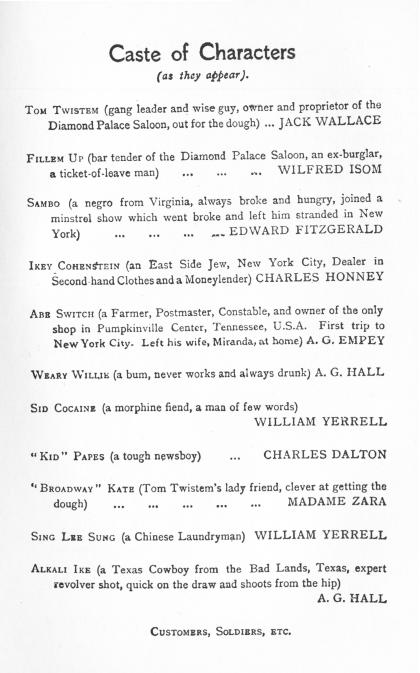 Caste of Characters
(as they appear).
TOM TWISTEM (gang leader and wise guy, owner and proprietor of the
Diamond Palace Saloon, out for the dough) ... JACK WALLACE
FILLEM UP (bar tender of the Diamond Palace Saloon, an ex-burglar,
a ticket-of-leave man) ... ... ... WILFRED ISOM
SAMBO (a negro from Virginia, always broke and hungry, joined a
minstrel show which went broke and left him stranded in New
York) ... ... ... ... EDWARD FITZGERALD
IKEY COHENSTEIN (an East Side Jew, New York City, Dealer in
Second-hand Clothes and a Moneylender) CHARLES HONNEY
ABE SWITCH (a Farmer, Postmaster, Constable, and owner of the only
shop in Pumpkinville Center, Tennessee, U.S.A. First trip to
New York City. Left his wife, Miranda, at home) A. G. EMPEY
WEARY WILLIE (a bum, never works and always drunk) A. G. HALL
SID COCAINE (a morphine fiend, a man of few words)
WILLIAM YERRELL
"KID" PAPES (a tough newsboy) ... CHARLES DALTON
"BROADWAY" KATE (Tom Twistem's lady friend, clever at getting the
dough) ... ... ... ... ... MADAME ZARA
SING LEE SUNG (a Chinese Laundryman) WILLIAM YERRELL
ALKALI IKE (a Texas Cowboy from the Bad Lands, Texas, expert
revolver shot, quick on the draw and shoots from the hip)
A. G. HALL
CUSTOMERS, SOLDIERS, ETC.